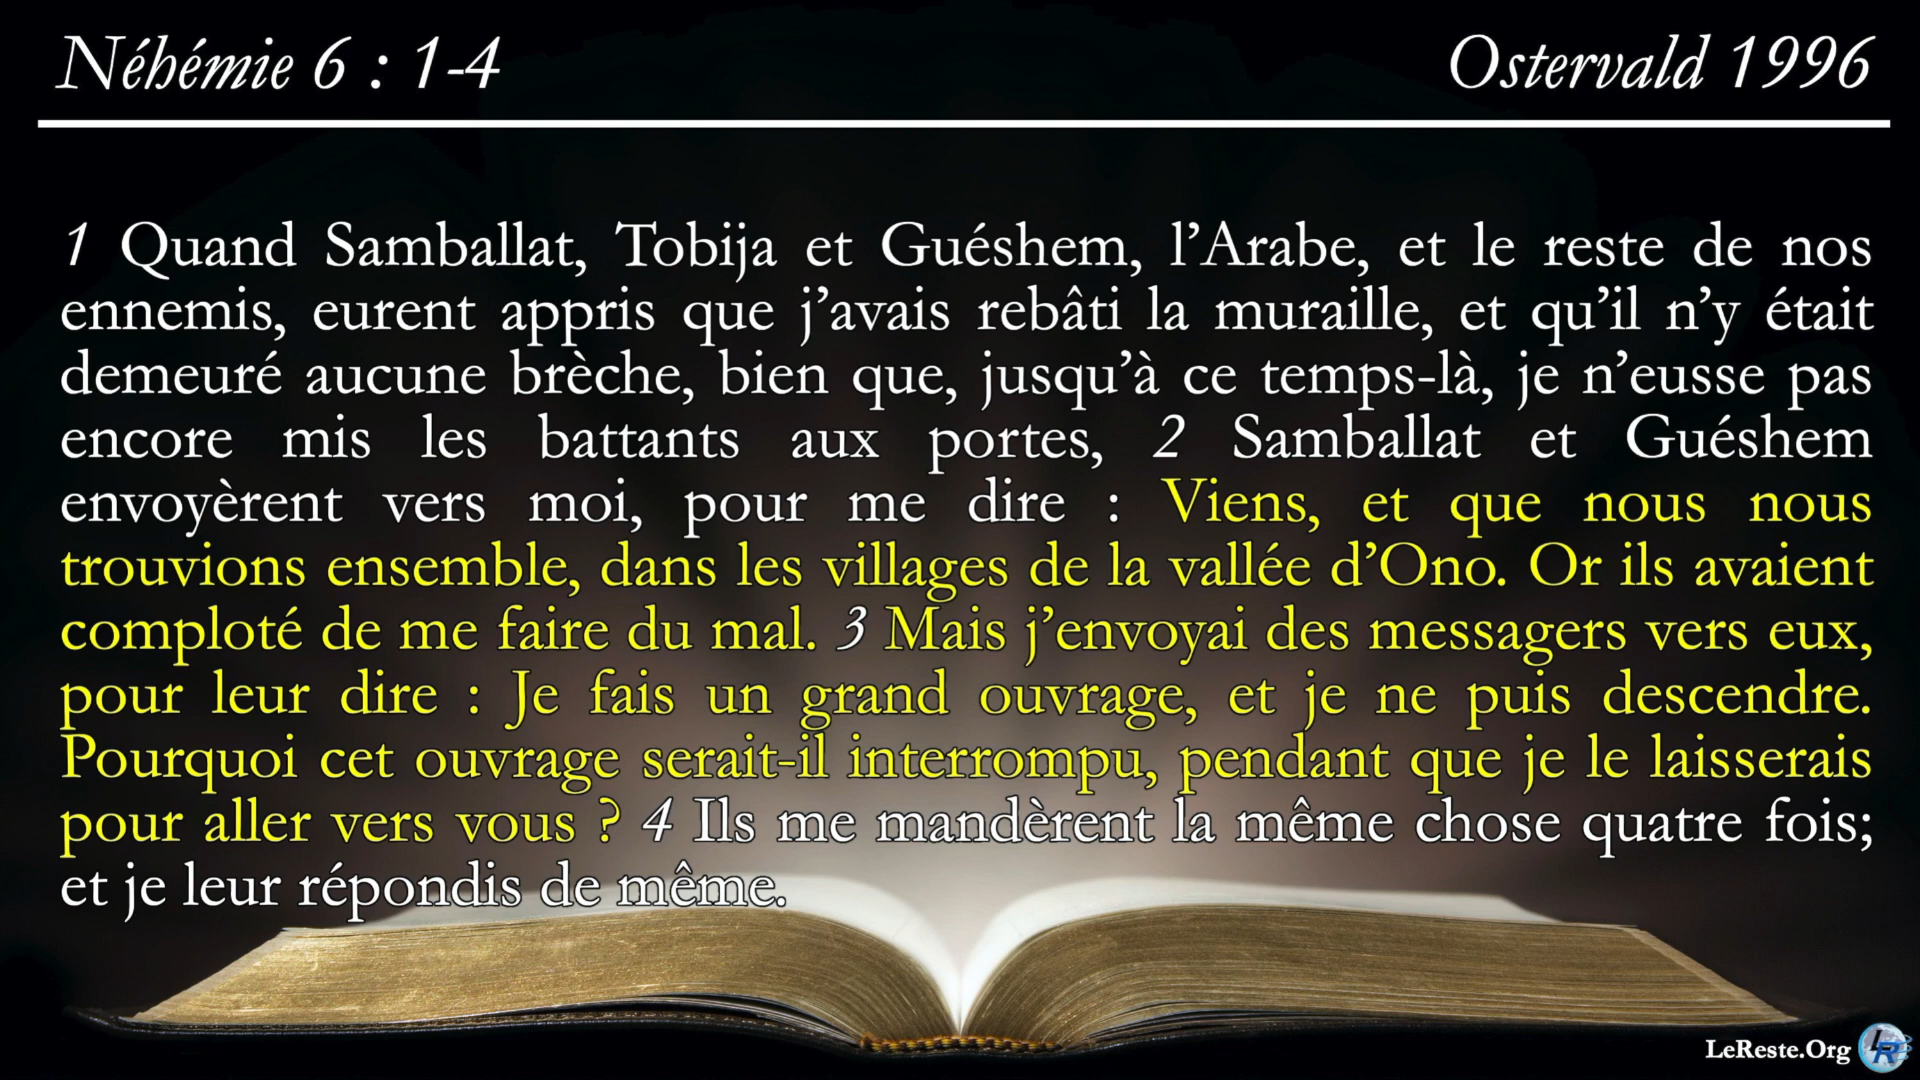 Néhémie 6 : 1-4
Ostervald 1996
1 Quand Samballat, Tobija et Guéshem, l’Arabe, et le reste de nos
ennemis, eurent appris que j’avais rebâti la muraille, et qu’il n’y était
demeuré aucune brèche, bien que, jusqu’à ce temps-là, je n’eusse pas
encore mis les battants aux portes, 2 Samballat et Guéshem
envoyèrent vers moi, pour me dire : Viens, et que nous nous
trouvions ensemble, dans les villages de la vallée d’Ono. Or ils avaient
comploté de me faire du mal. 3 Mais j’envoyai des messagers vers eux,
pour leur dire : Je fais un grand ouvrage, et je ne puis descendre.
Pourquoi cet ouvrage serait-il interrompu, pendant que je le laisserais
pour aller vers vous ? 4 Ils me mandèrent la même chose quatre fois;
et je leur répondis de même.
LeReste.Org LR